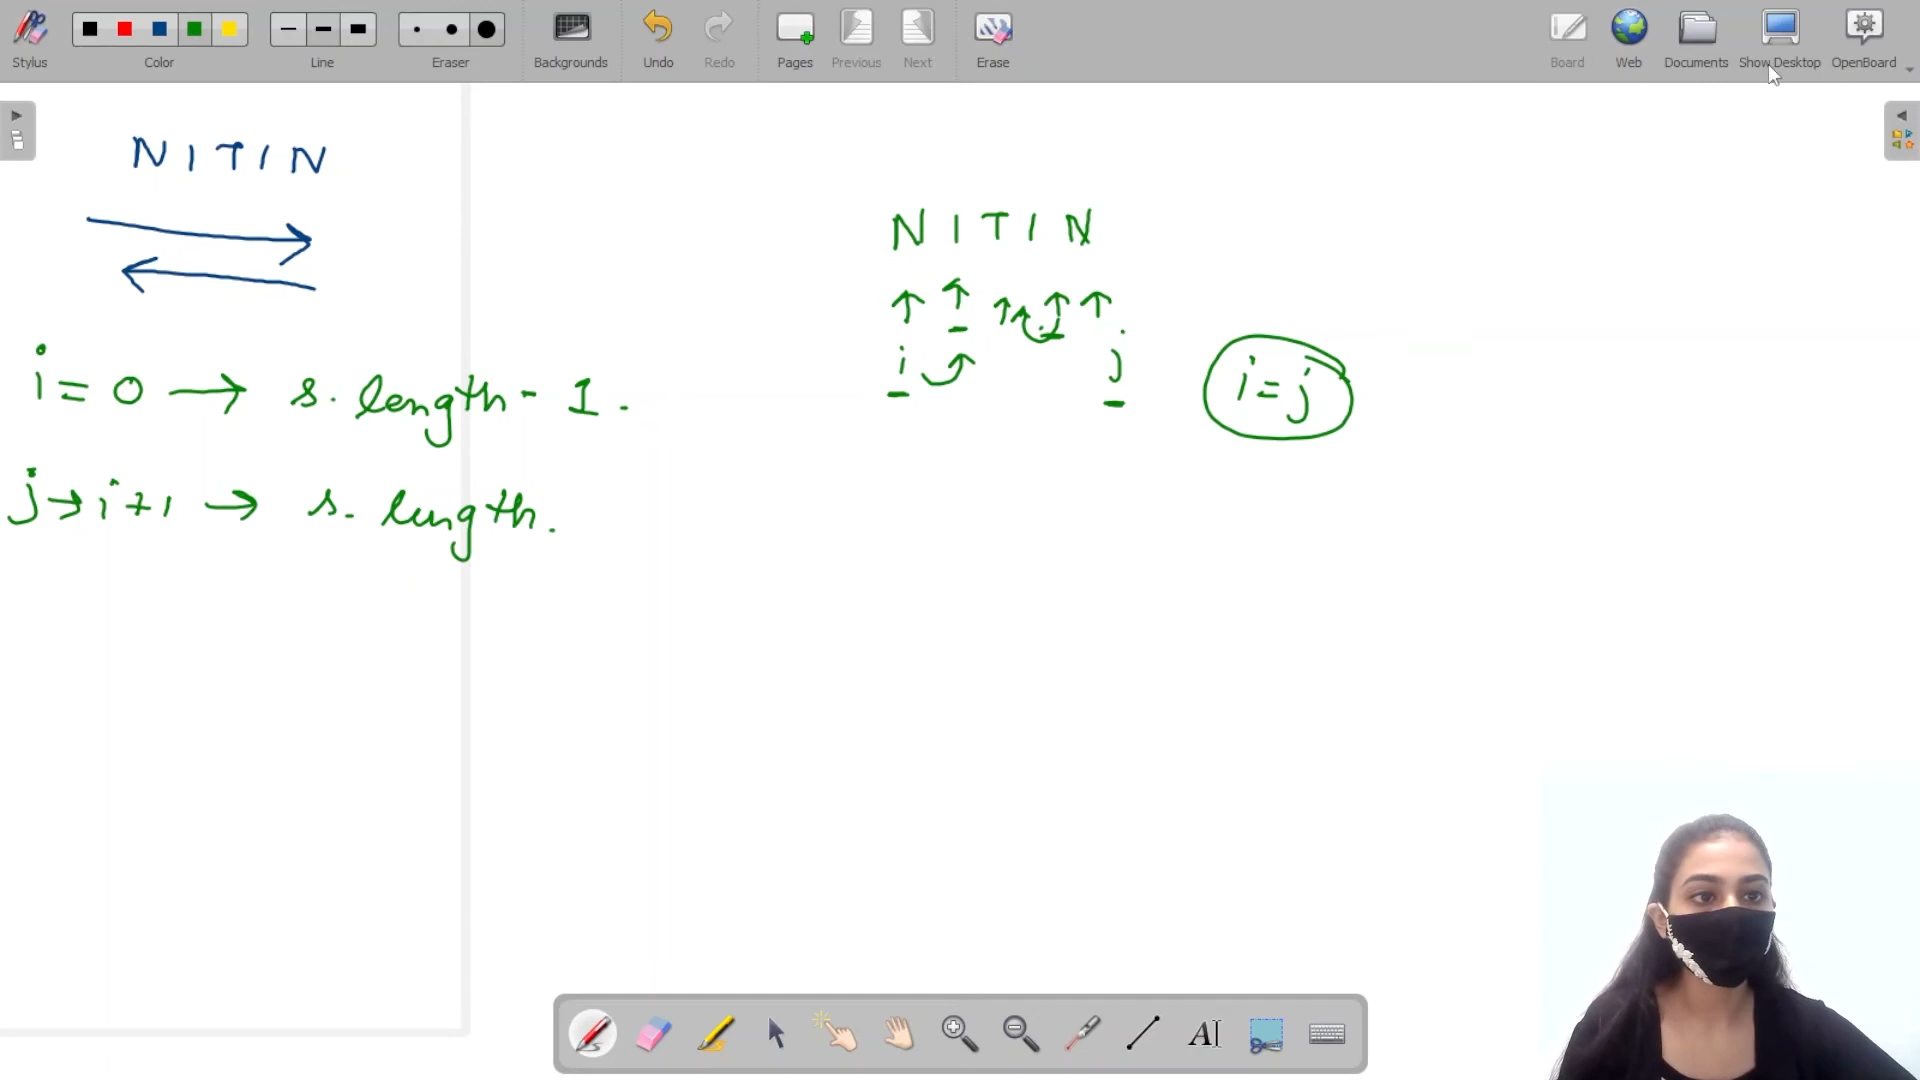 Stylus Color Line Eraser Backgrounds Undo Redo Pages Previous Next Erase Board Web Documents Show Desktop OpenBoard
N I T I N
i = 0 → s. length - 1.
j → i + 1 → s. length.
N I T I N
↑ ↑ ↑ ↑ ↑
i j
i = j
A